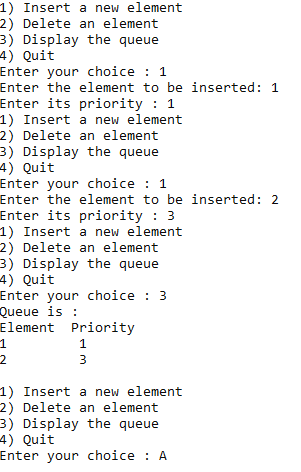 1) Insert a new element
2) Delete an element
3) Display the queue
4) Quit
Enter your choice : 1
Enter the element to be inserted: 1
Enter its priority : 1
1) Insert a new element
2) Delete an element
3) Display the queue
4) Quit
Enter your choice : 1
Enter the element to be inserted: 2
Enter its priority : 3
1) Insert a new element
2) Delete an element
3) Display the queue
4) Quit
Enter your choice : 3
Queue is :
Element  Priority
1         1
2         3

1) Insert a new element
2) Delete an element
3) Display the queue
4) Quit
Enter your choice : A